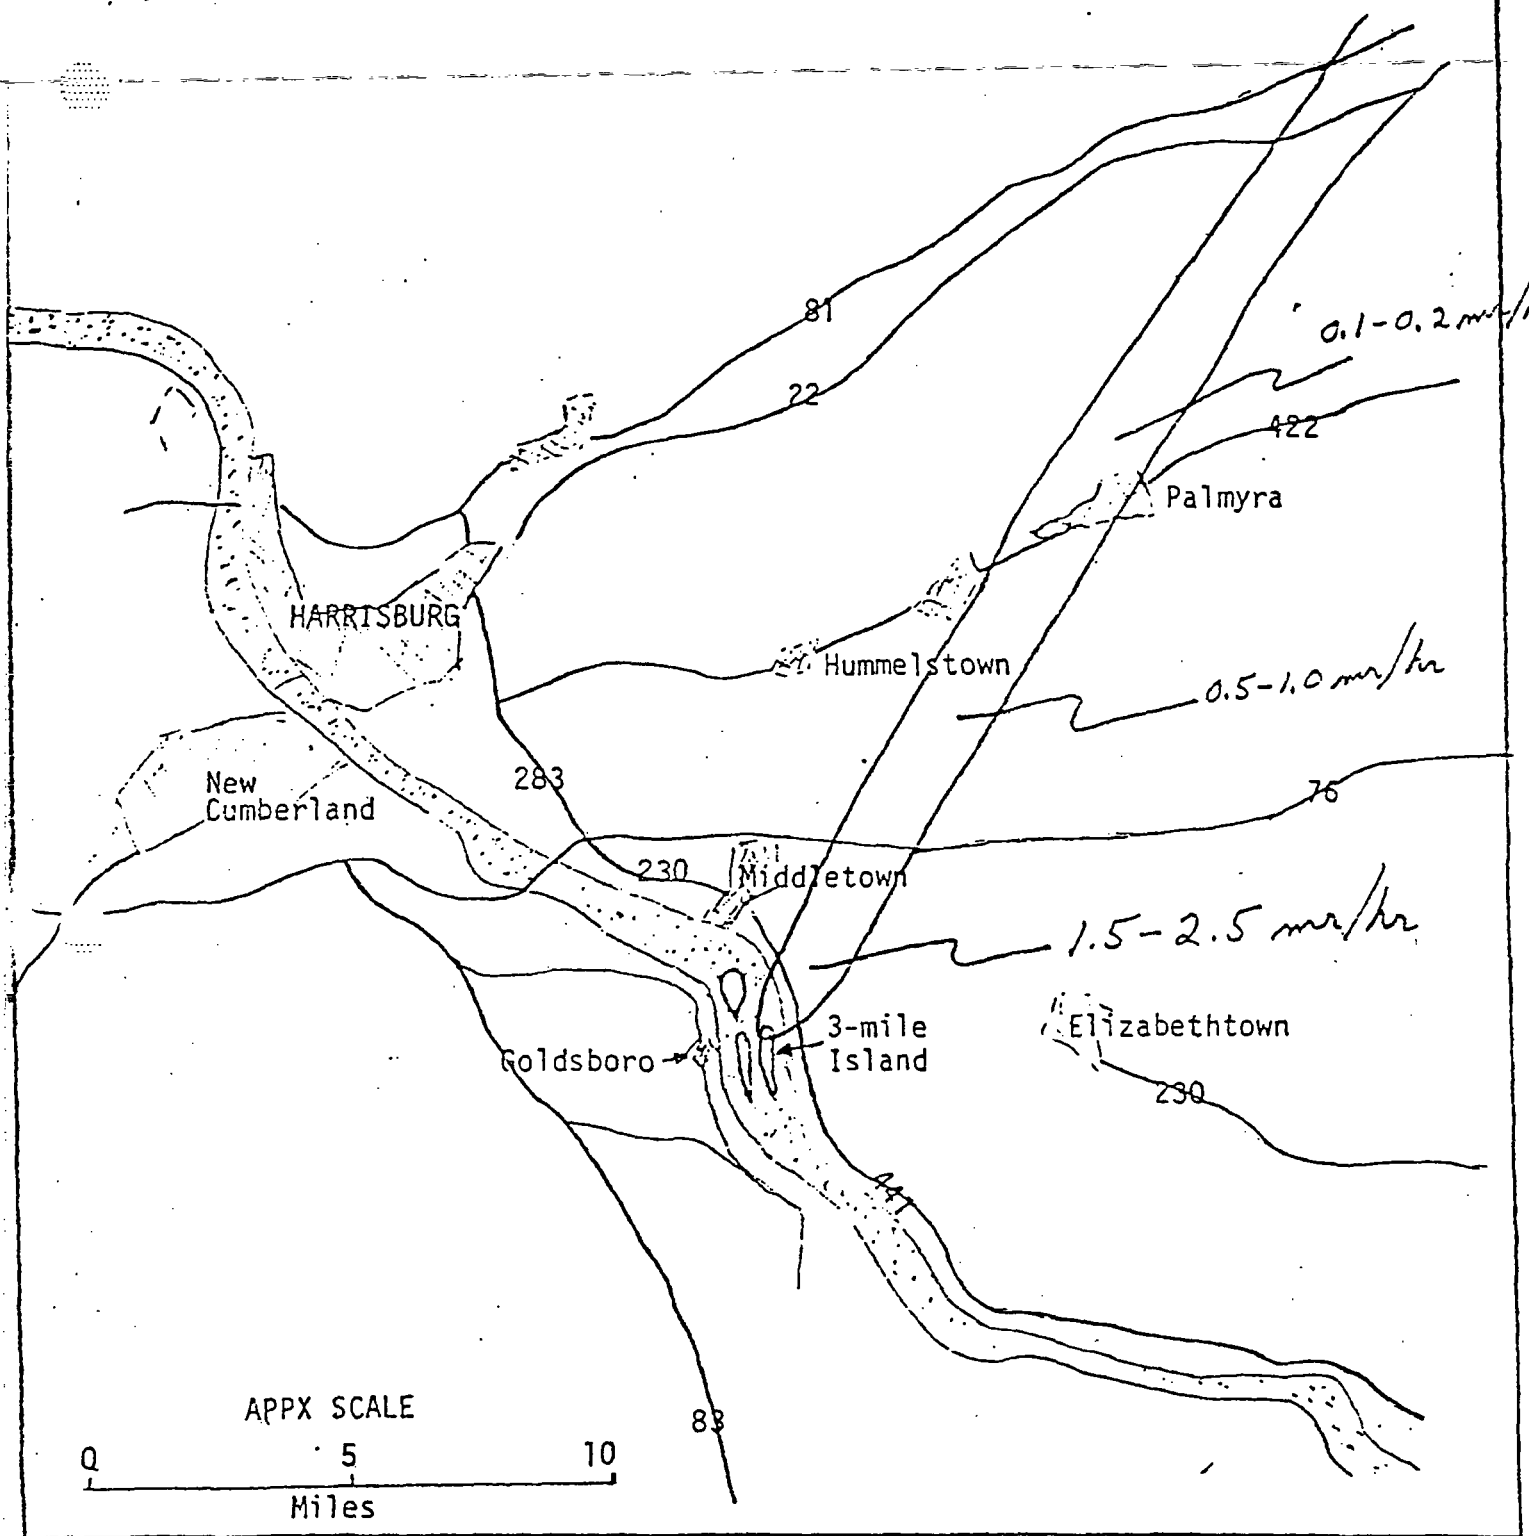 81
0.1-0.2 mr/
22
422
Palmyra
HARRISBURG
Hummelstown
0.5-1.0 mr/hr
283
New
Cumberland
76
230
Middletown
1.5-2.5 mr/hr
3-mile
Island
Elizabethtown
Goldsboro
230
83
APPX SCALE
0 5 10
Miles